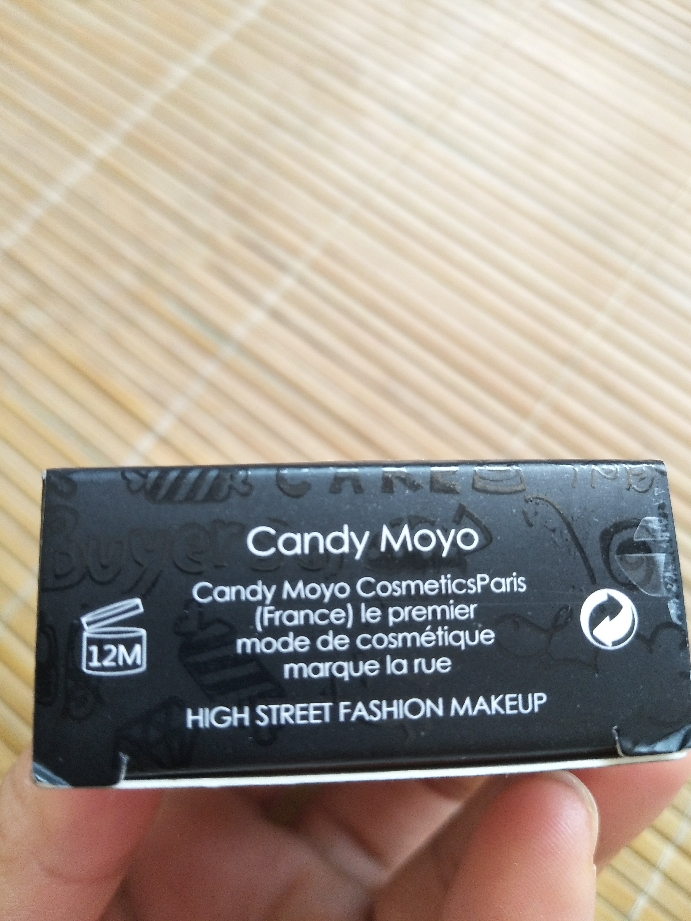 CAKE
Candy Moyo
Candy Moyo CosmeticsParis
(France) le premier
mode de cosmétique
marque la rue
12M
HIGH STREET FASHION MAKEUP